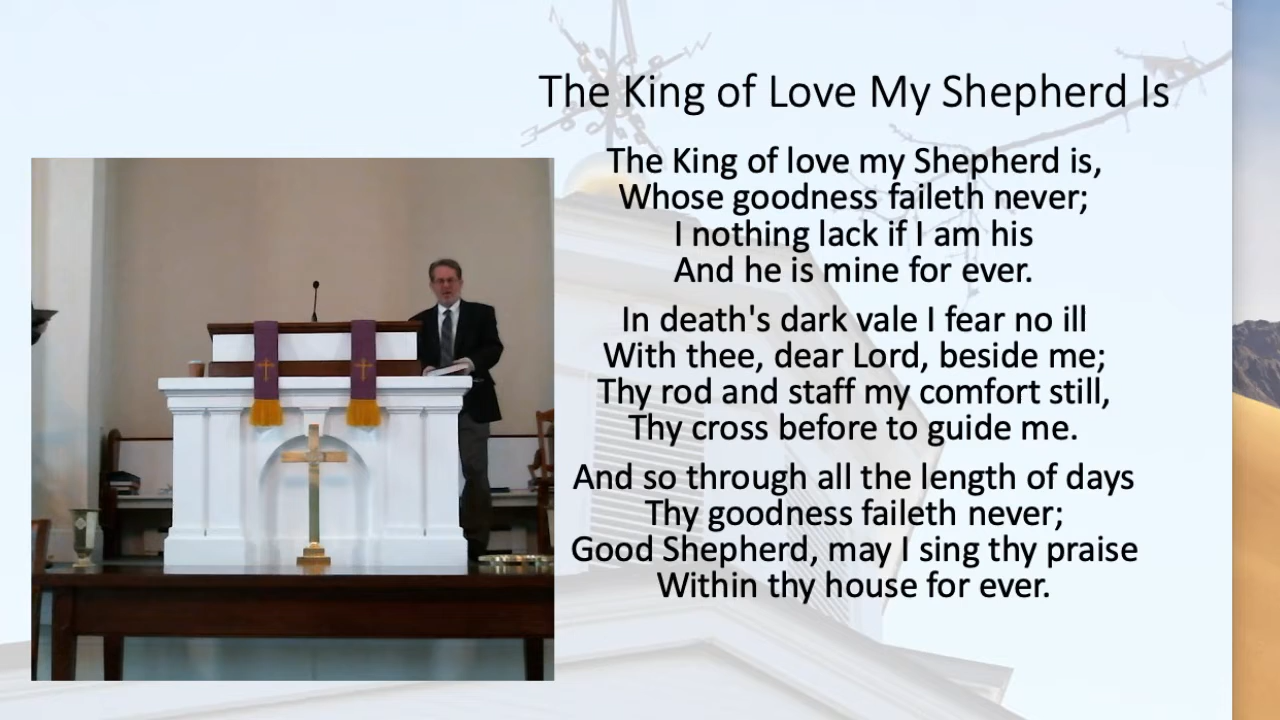 The King of Love My Shepherd Is
The King of love my Shepherd is,
Whose goodness faileth never;
I nothing lack if I am his
And he is mine for ever.
In death's dark vale I fear no ill
With thee, dear Lord, beside me;
Thy rod and staff my comfort still,
Thy cross before to guide me.
And so through all the length of days
Thy goodness faileth never;
Good Shepherd, may I sing thy praise
Within thy house for ever.